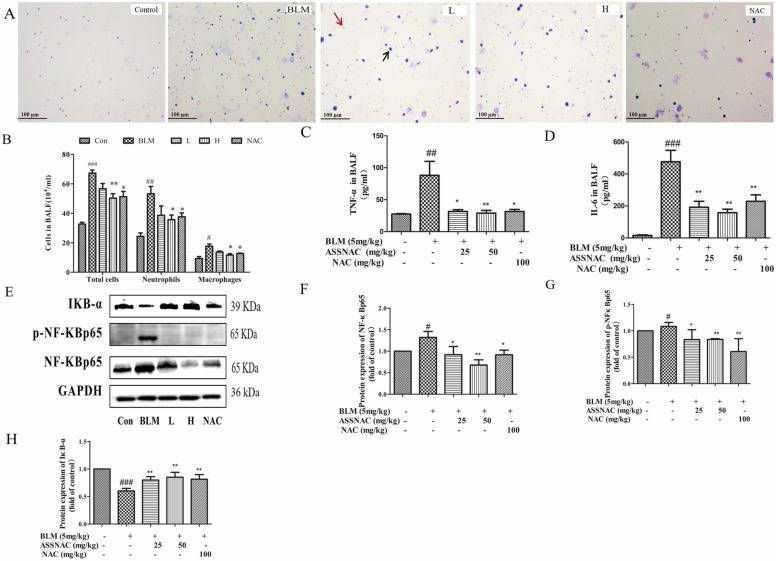 A
Control
BLM
L
H
NAC
100 μm
100 μm
100 μm
100 μm
100 μm
B
Con
BLM
L
H
NAC
Cells in BALF(10⁴/ml)
80
60
40
20
0
###
**
*
##
*
*
#
*
*
Total cells
Neutrophils
Macrophages
C
TNF-α in BALF
(pg/ml)
200
150
100
50
0
##
*
**
*
BLM (5mg/kg) - + + + +
ASSNAC (mg/kg) - - 25 50 -
NAC (mg/kg) - - - - 100
D
IL-6 in BALF
(pg/ml)
600
400
200
0
###
**
**
**
BLM (5mg/kg) - + + + +
ASSNAC (mg/kg) - - 25 50 -
NAC (mg/kg) - - - - 100
E
IKB-α 39 KDa
p-NF-KBp65 65 KDa
NF-KBp65 65 KDa
GAPDH 36 kDa
Con BLM L H NAC
F
Protein expression of NF-κ Bp65
(fold of control)
2.0
1.5
1.0
0.5
0.0
#
*
**
*
BLM (5mg/kg) - + + + +
ASSNAC (mg/kg) - - 25 50 -
NAC (mg/kg) - - - - 100
G
Protein expression of p-NFκ Bp65
(fold of control)
1.5
1.0
0.5
0.0
#
*
**
**
BLM (5mg/kg) - + + + +
ASSNAC (mg/kg) - - 25 50 -
NAC (mg/kg) - - - - 100
H
Protein expression of Iκ B-α
(fold of control)
1.5
1.0
0.5
0.0
###
**
**
**
BLM (5mg/kg) - + + + +
ASSNAC (mg/kg) - - 25 50 -
NAC (mg/kg) - - - - 100